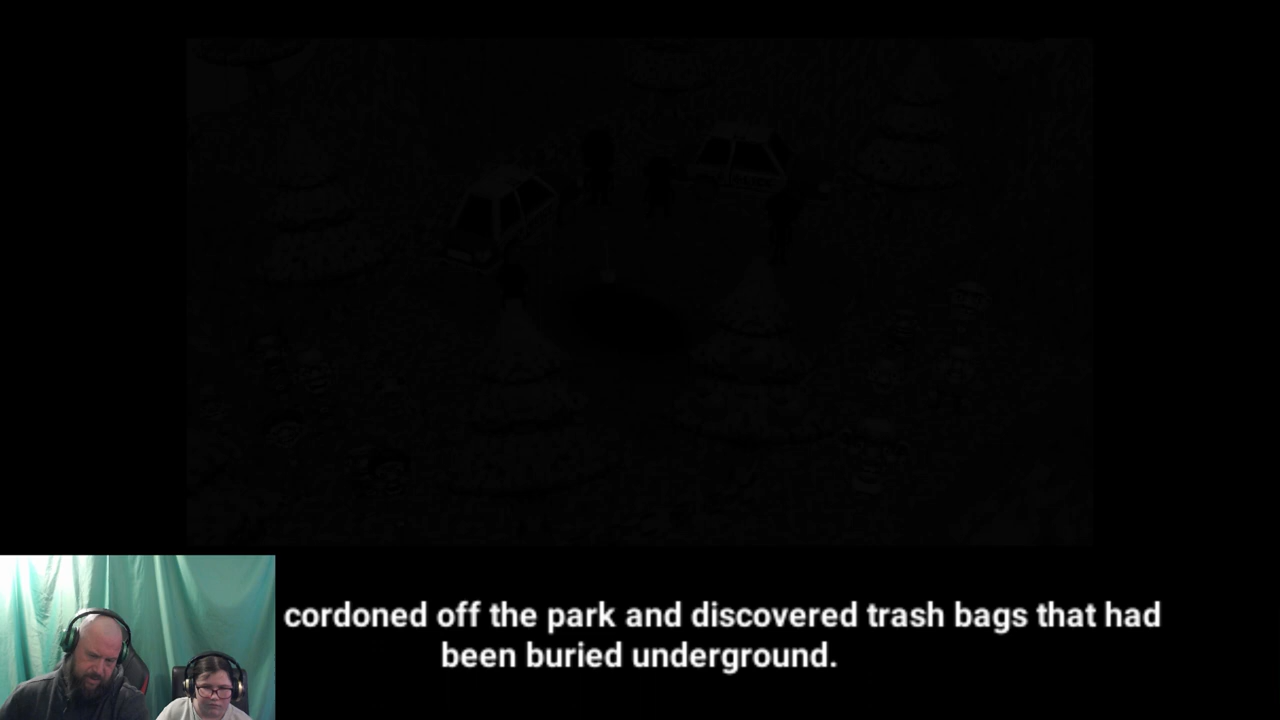 cordoned off the park and discovered trash bags that had
been buried underground.